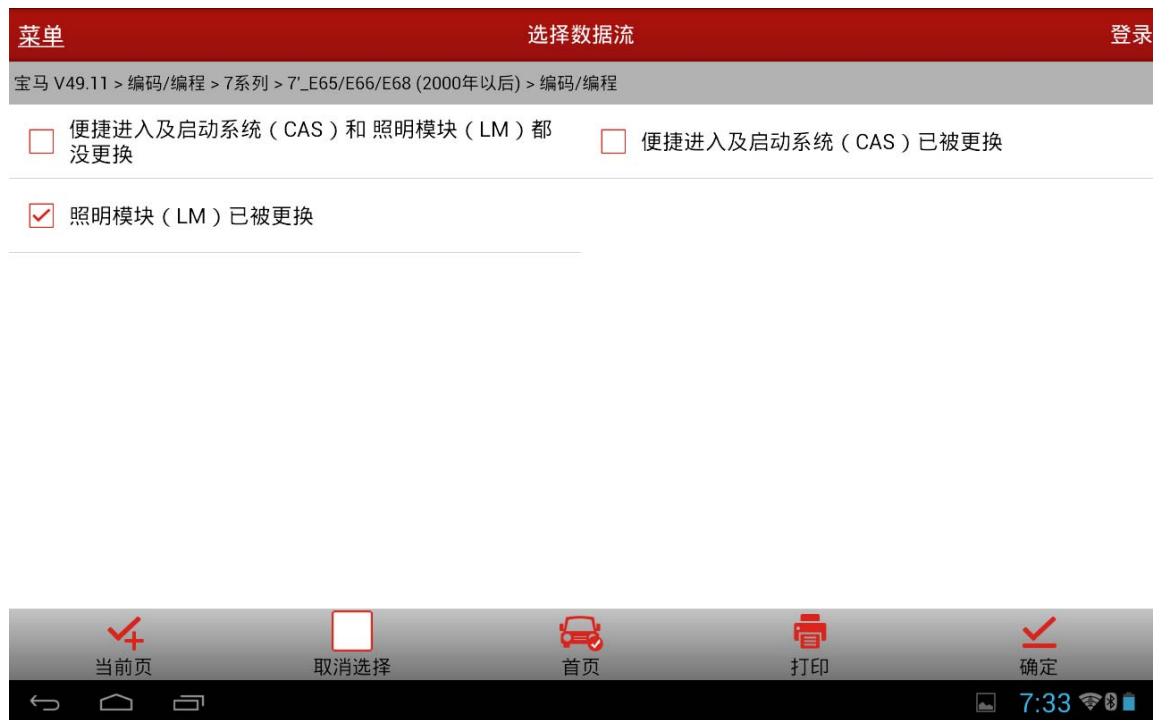 菜单 选择数据流 登录
宝马 V49.11 > 编码/编程 > 7系列 > 7'_E65/E66/E68 (2000年以后) > 编码/编程
便捷进入及启动系统（CAS）和 照明模块（LM）都
没更换
便捷进入及启动系统（CAS）已被更换
照明模块（LM）已被更换
当前页 取消选择 首页 打印 确定
7:33